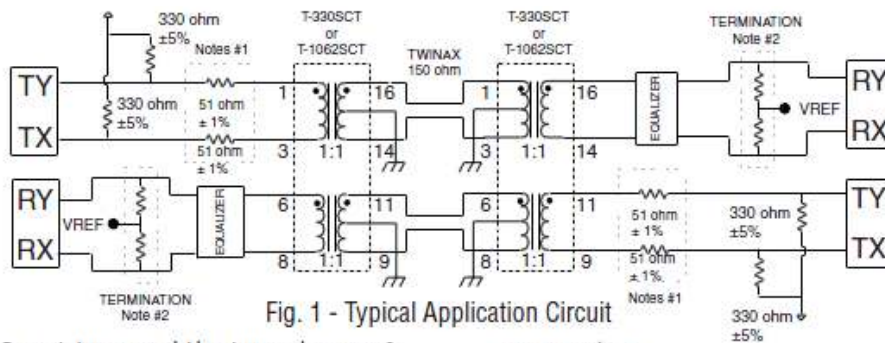 330 ohm
±5%
Notes #1
T-330SCT
or
T-1062SCT
TWINAX
150 ohm
T-330SCT
or
T-1062SCT
TERMINATION
Note #2
TY
TX
330 ohm
±5%
51 ohm
± 1%
51 ohm
± 1%
1
16
3
1:1
14
1
16
3
1:1
14
EQUALIZER
VREF
RY
RX
RY
RX
VREF
TERMINATION
Note #2
EQUALIZER
6
11
8
1:1
9
6
11
8
1:1
9
51 ohm
± 1%
51 ohm
± 1%
Notes #1
330 ohm
±5%
330 ohm
±5%
TY
TX
Fig. 1 - Typical Application Circuit